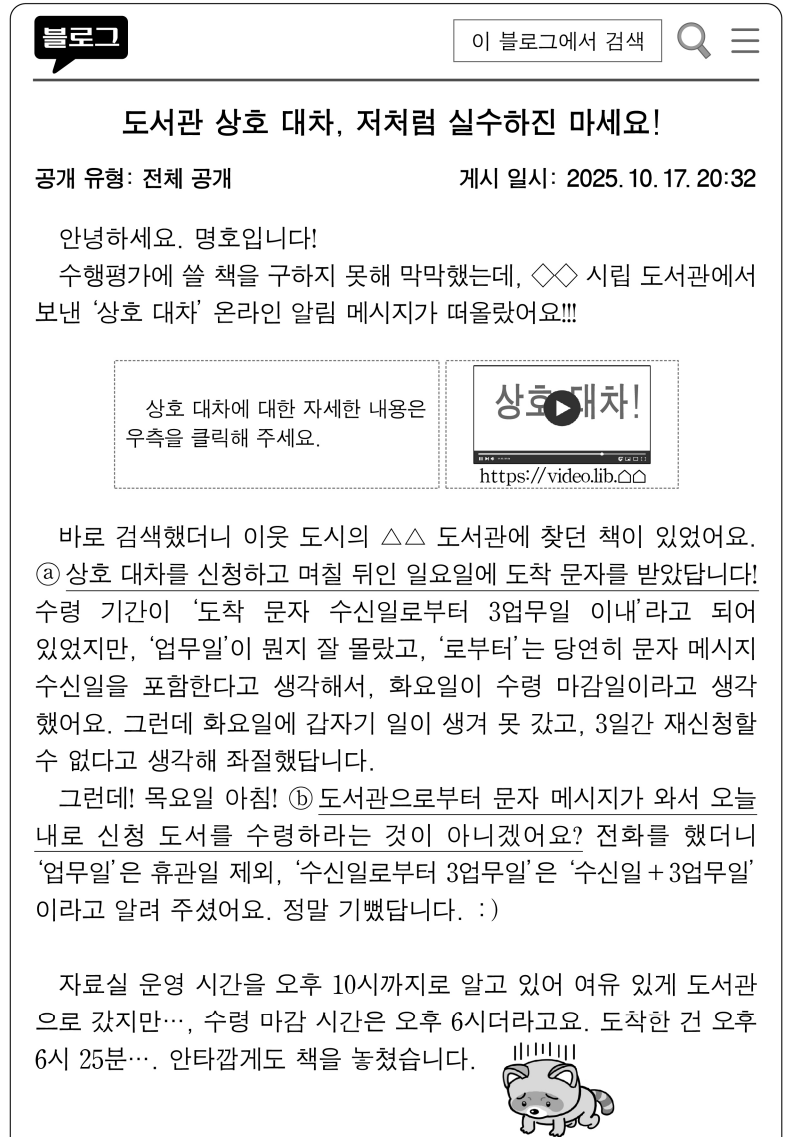 블로그
이 블로그에서 검색
도서관 상호 대차, 저처럼 실수하진 마세요!
공개 유형: 전체 공개 게시 일시: 2025. 10. 17. 20:32
안녕하세요. 명호입니다!
수행평가에 쓸 책을 구하지 못해 막막했는데, ◇◇ 시립 도서관에서
보낸 ‘상호 대차’ 온라인 알림 메시지가 떠올랐어요!!!
상호 대차에 대한 자세한 내용은
우측을 클릭해 주세요.
상호 대차!
https://video.lib.⌂⌂
바로 검색했더니 이웃 도시의 △△ 도서관에 찾던 책이 있었어요.
ⓐ 상호 대차를 신청하고 며칠 뒤인 일요일에 도착 문자를 받았답니다!
수령 기간이 ‘도착 문자 수신일로부터 3업무일 이내’라고 되어
있었지만, ‘업무일’이 뭔지 잘 몰랐고, ‘로부터’는 당연히 문자 메시지
수신일을 포함한다고 생각해서, 화요일이 수령 마감일이라고 생각
했어요. 그런데 화요일에 갑자기 일이 생겨 못 갔고, 3일간 재신청할
수 없다고 생각해 좌절했답니다.
그런데! 목요일 아침! ⓑ 도서관으로부터 문자 메시지가 와서 오늘
내로 신청 도서를 수령하라는 것이 아니겠어요? 전화를 했더니
‘업무일’은 휴관일 제외, ‘수신일로부터 3업무일’은 ‘수신일+3업무일’
이라고 알려 주셨어요. 정말 기뻤답니다. :)
자료실 운영 시간을 오후 10시까지로 알고 있어 여유 있게 도서관
으로 갔지만…, 수령 마감 시간은 오후 6시더라고요. 도착한 건 오후
6시 25분…. 안타깝게도 책을 놓쳤습니다.